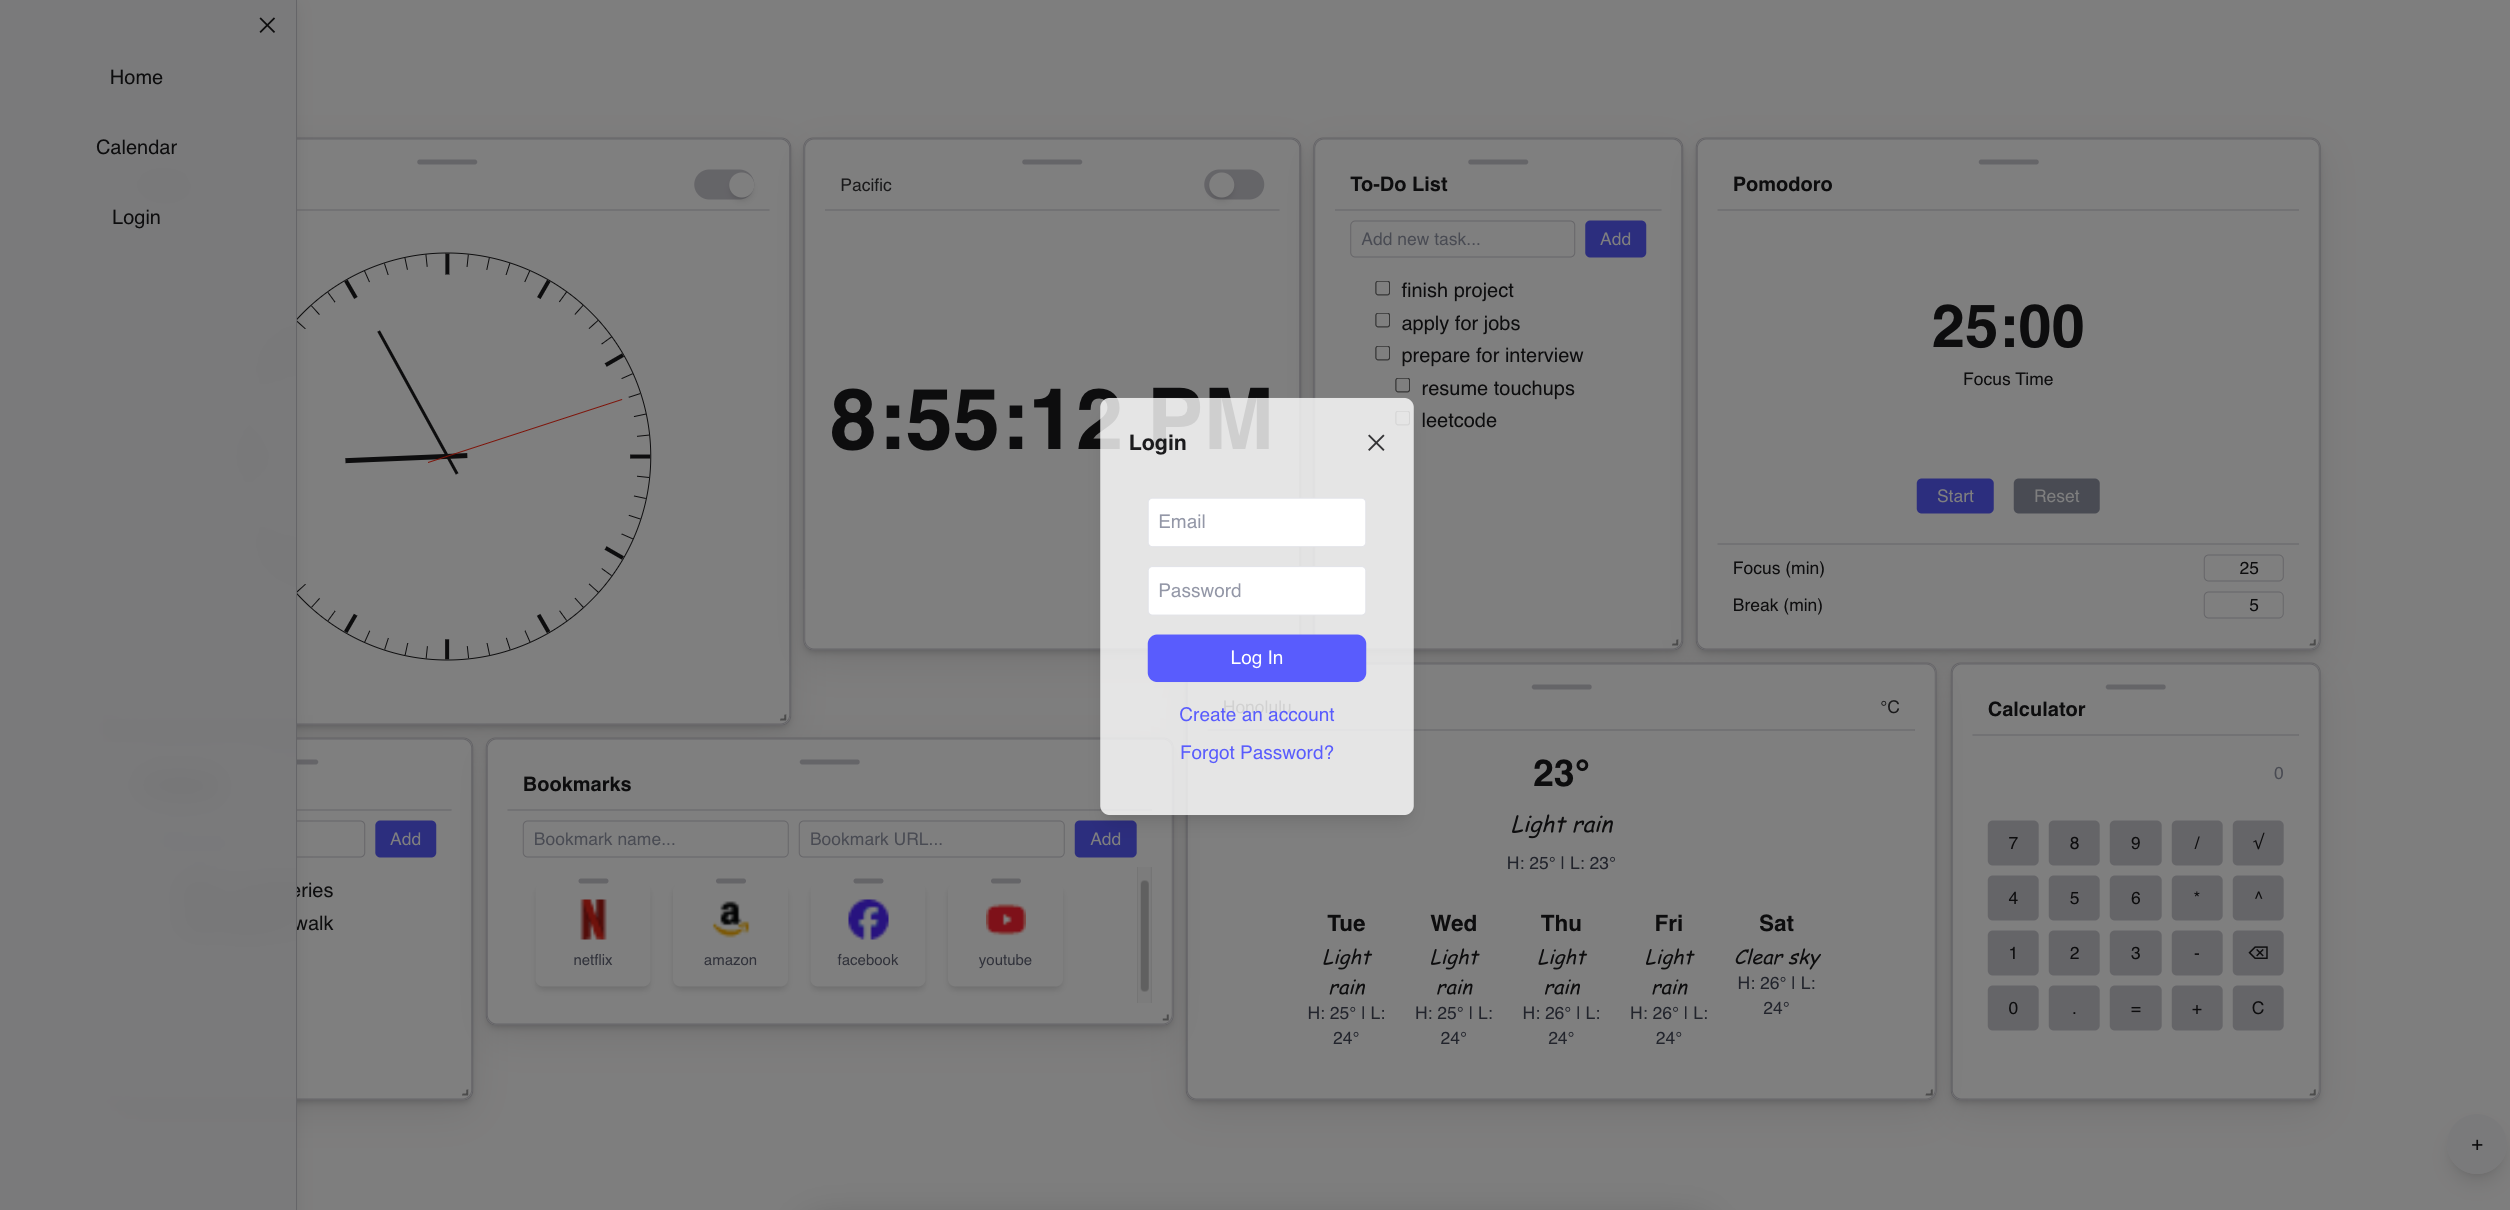 Home
Calendar
Login
Pacific
8:55:12 PM
To-Do List
Add new task...
Add
finish project
apply for jobs
prepare for interview
resume touchups
leetcode
Pomodoro
25:00
Focus Time
Start
Reset
Focus (min)
25
Break (min)
5
Login
Email
Password
Log In
Create an account
Forgot Password?
Add
eries
walk
Bookmarks
Bookmark name...
Bookmark URL...
Add
netflix
amazon
facebook
youtube
Honolulu
°C
23°
Light rain
H: 25° | L: 23°
Tue
Light
rain
H: 25° | L:
24°
Wed
Light
rain
H: 25° | L:
24°
Thu
Light
rain
H: 26° | L:
24°
Fri
Light
rain
H: 26° | L:
24°
Sat
Clear sky
H: 26° | L:
24°
Calculator
0
7 8 9 / √
4 5 6 * ^
1 2 3 - ⌫
0 . = + C
+